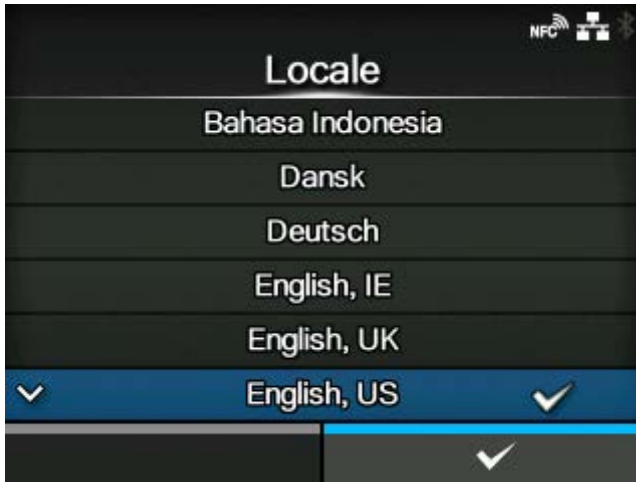 NFC
Locale
Bahasa Indonesia
Dansk
Deutsch
English, IE
English, UK
English, US